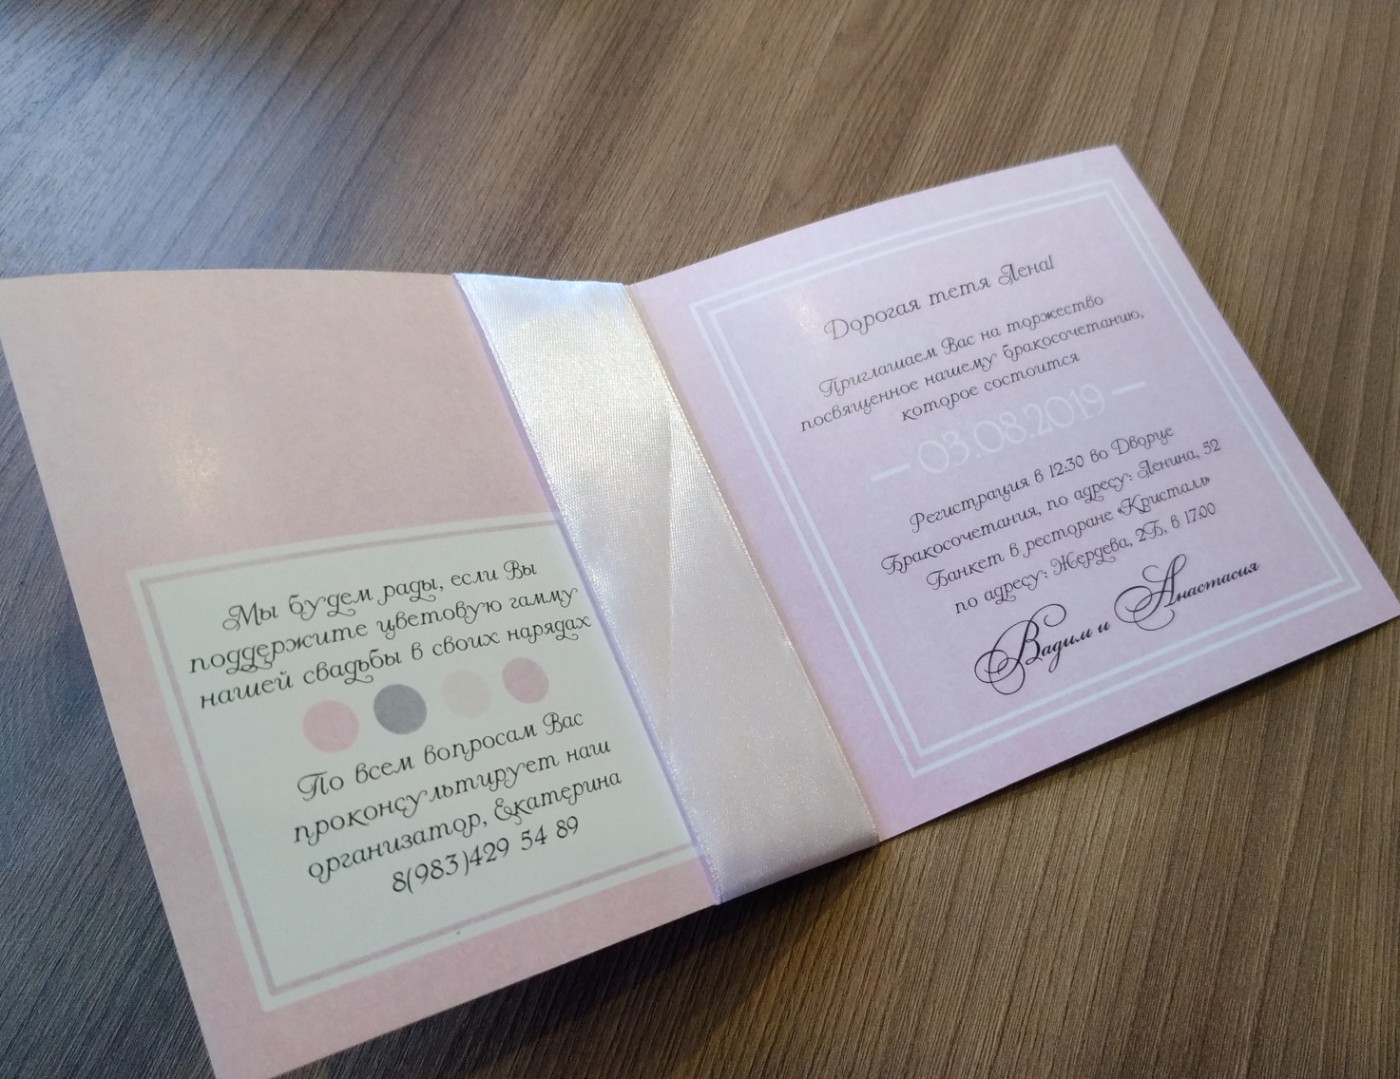 Мы будем рады, если Вы
поддержите цветовую гамму
нашей свадьбы в своих нарядах
По всем вопросам Вас
проконсультирует наш
организатор, Екатерина
8(983)429 54 89
Дорогая тетя Лена!
Приглашаем Вас на торжество
посвященное нашему бракосочетанию,
которое состоится
— 03.08.2019 —
Регистрация в 12:30 во Дворце
Бракосочетания, по адресу: Ленина, 52
Банкет в ресторане «Кристалл»
по адресу: Жердева, 2Б, в 17:00
Вадим и Анастасия